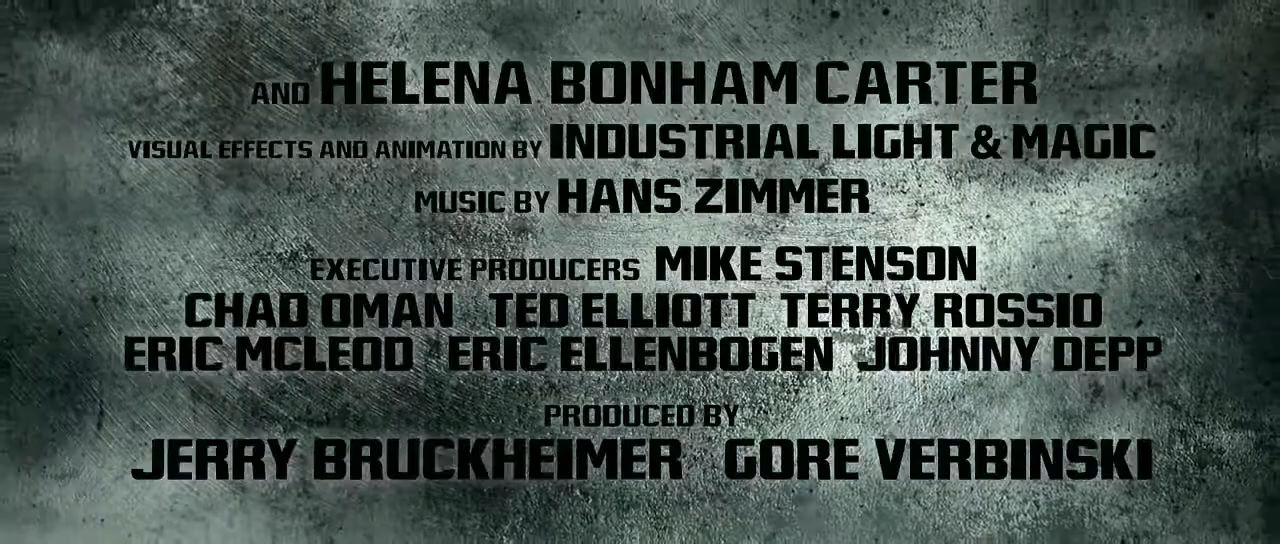 AND HELENA BONHAM CARTER
VISUAL EFFECTS AND ANIMATION BY INDUSTRIAL LIGHT & MAGIC
MUSIC BY HANS ZIMMER
EXECUTIVE PRODUCERS MIKE STENSON
CHAD OMAN TED ELLIOTT TERRY ROSSIO
ERIC MCLEOD ERIC ELLENBOGEN JOHNNY DEPP
PRODUCED BY
JERRY BRUCKHEIMER GORE VERBINSKI